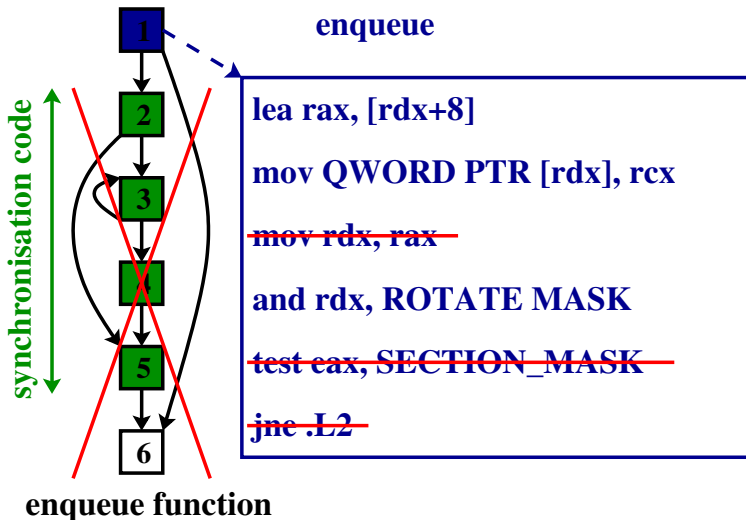 enqueue
1
2
3
4
5
6
synchronisation code
lea rax, [rdx+8]
mov QWORD PTR [rdx], rcx
mov rdx, rax
and rdx, ROTATE MASK
test eax, SECTION_MASK
jne .L2
enqueue function